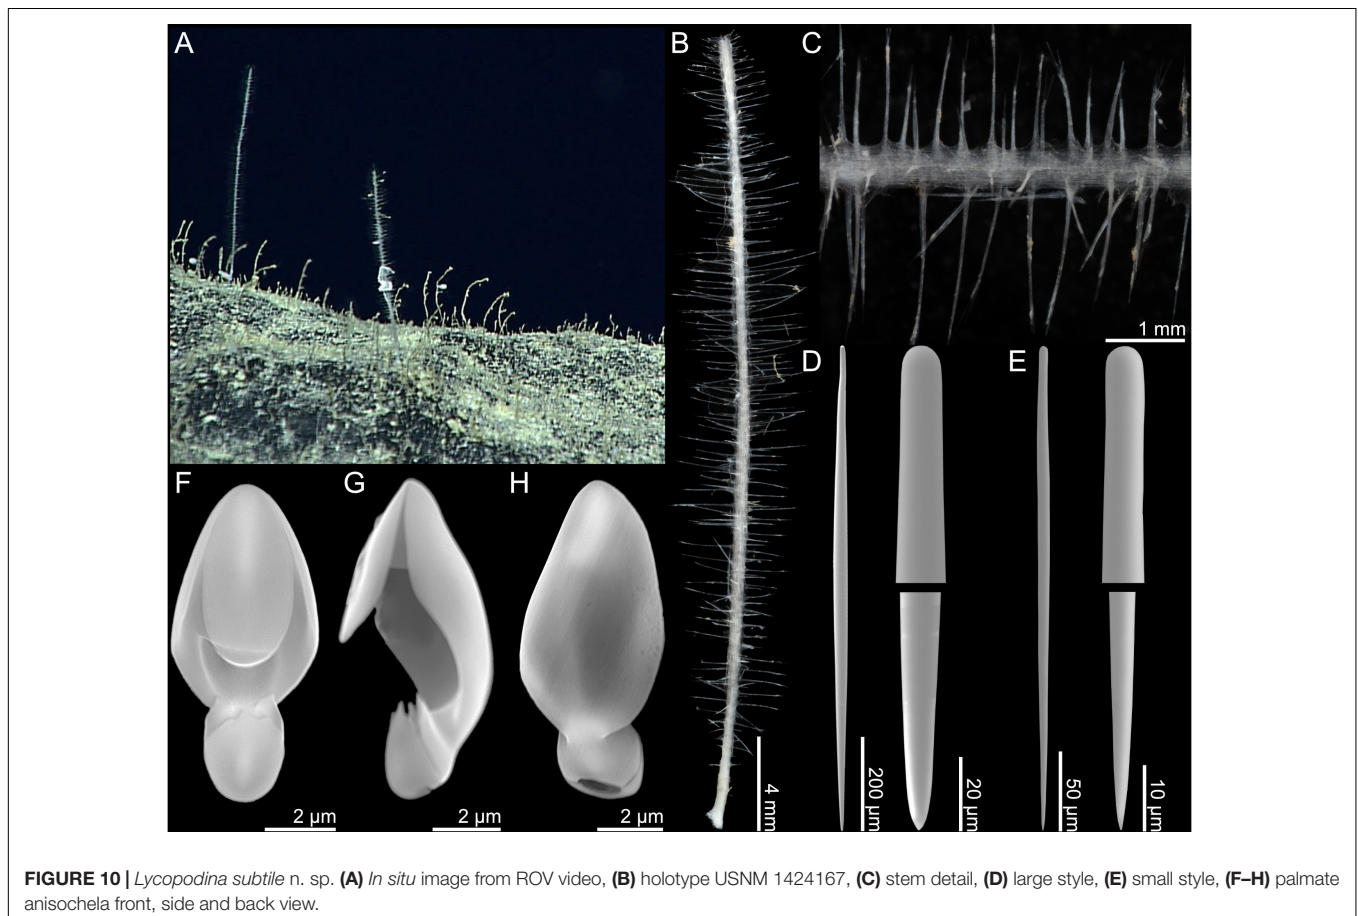 A
B
C
1 mm
D
E
F
G
H
4 mm
200 µm
20 µm
50 µm
10 µm
2 µm
2 µm
2 µm
FIGURE 10 | Lycopodina subtile n. sp. (A) In situ image from ROV video, (B) holotype USNM 1424167, (C) stem detail, (D) large style, (E) small style, (F–H) palmate
anisochela front, side and back view.